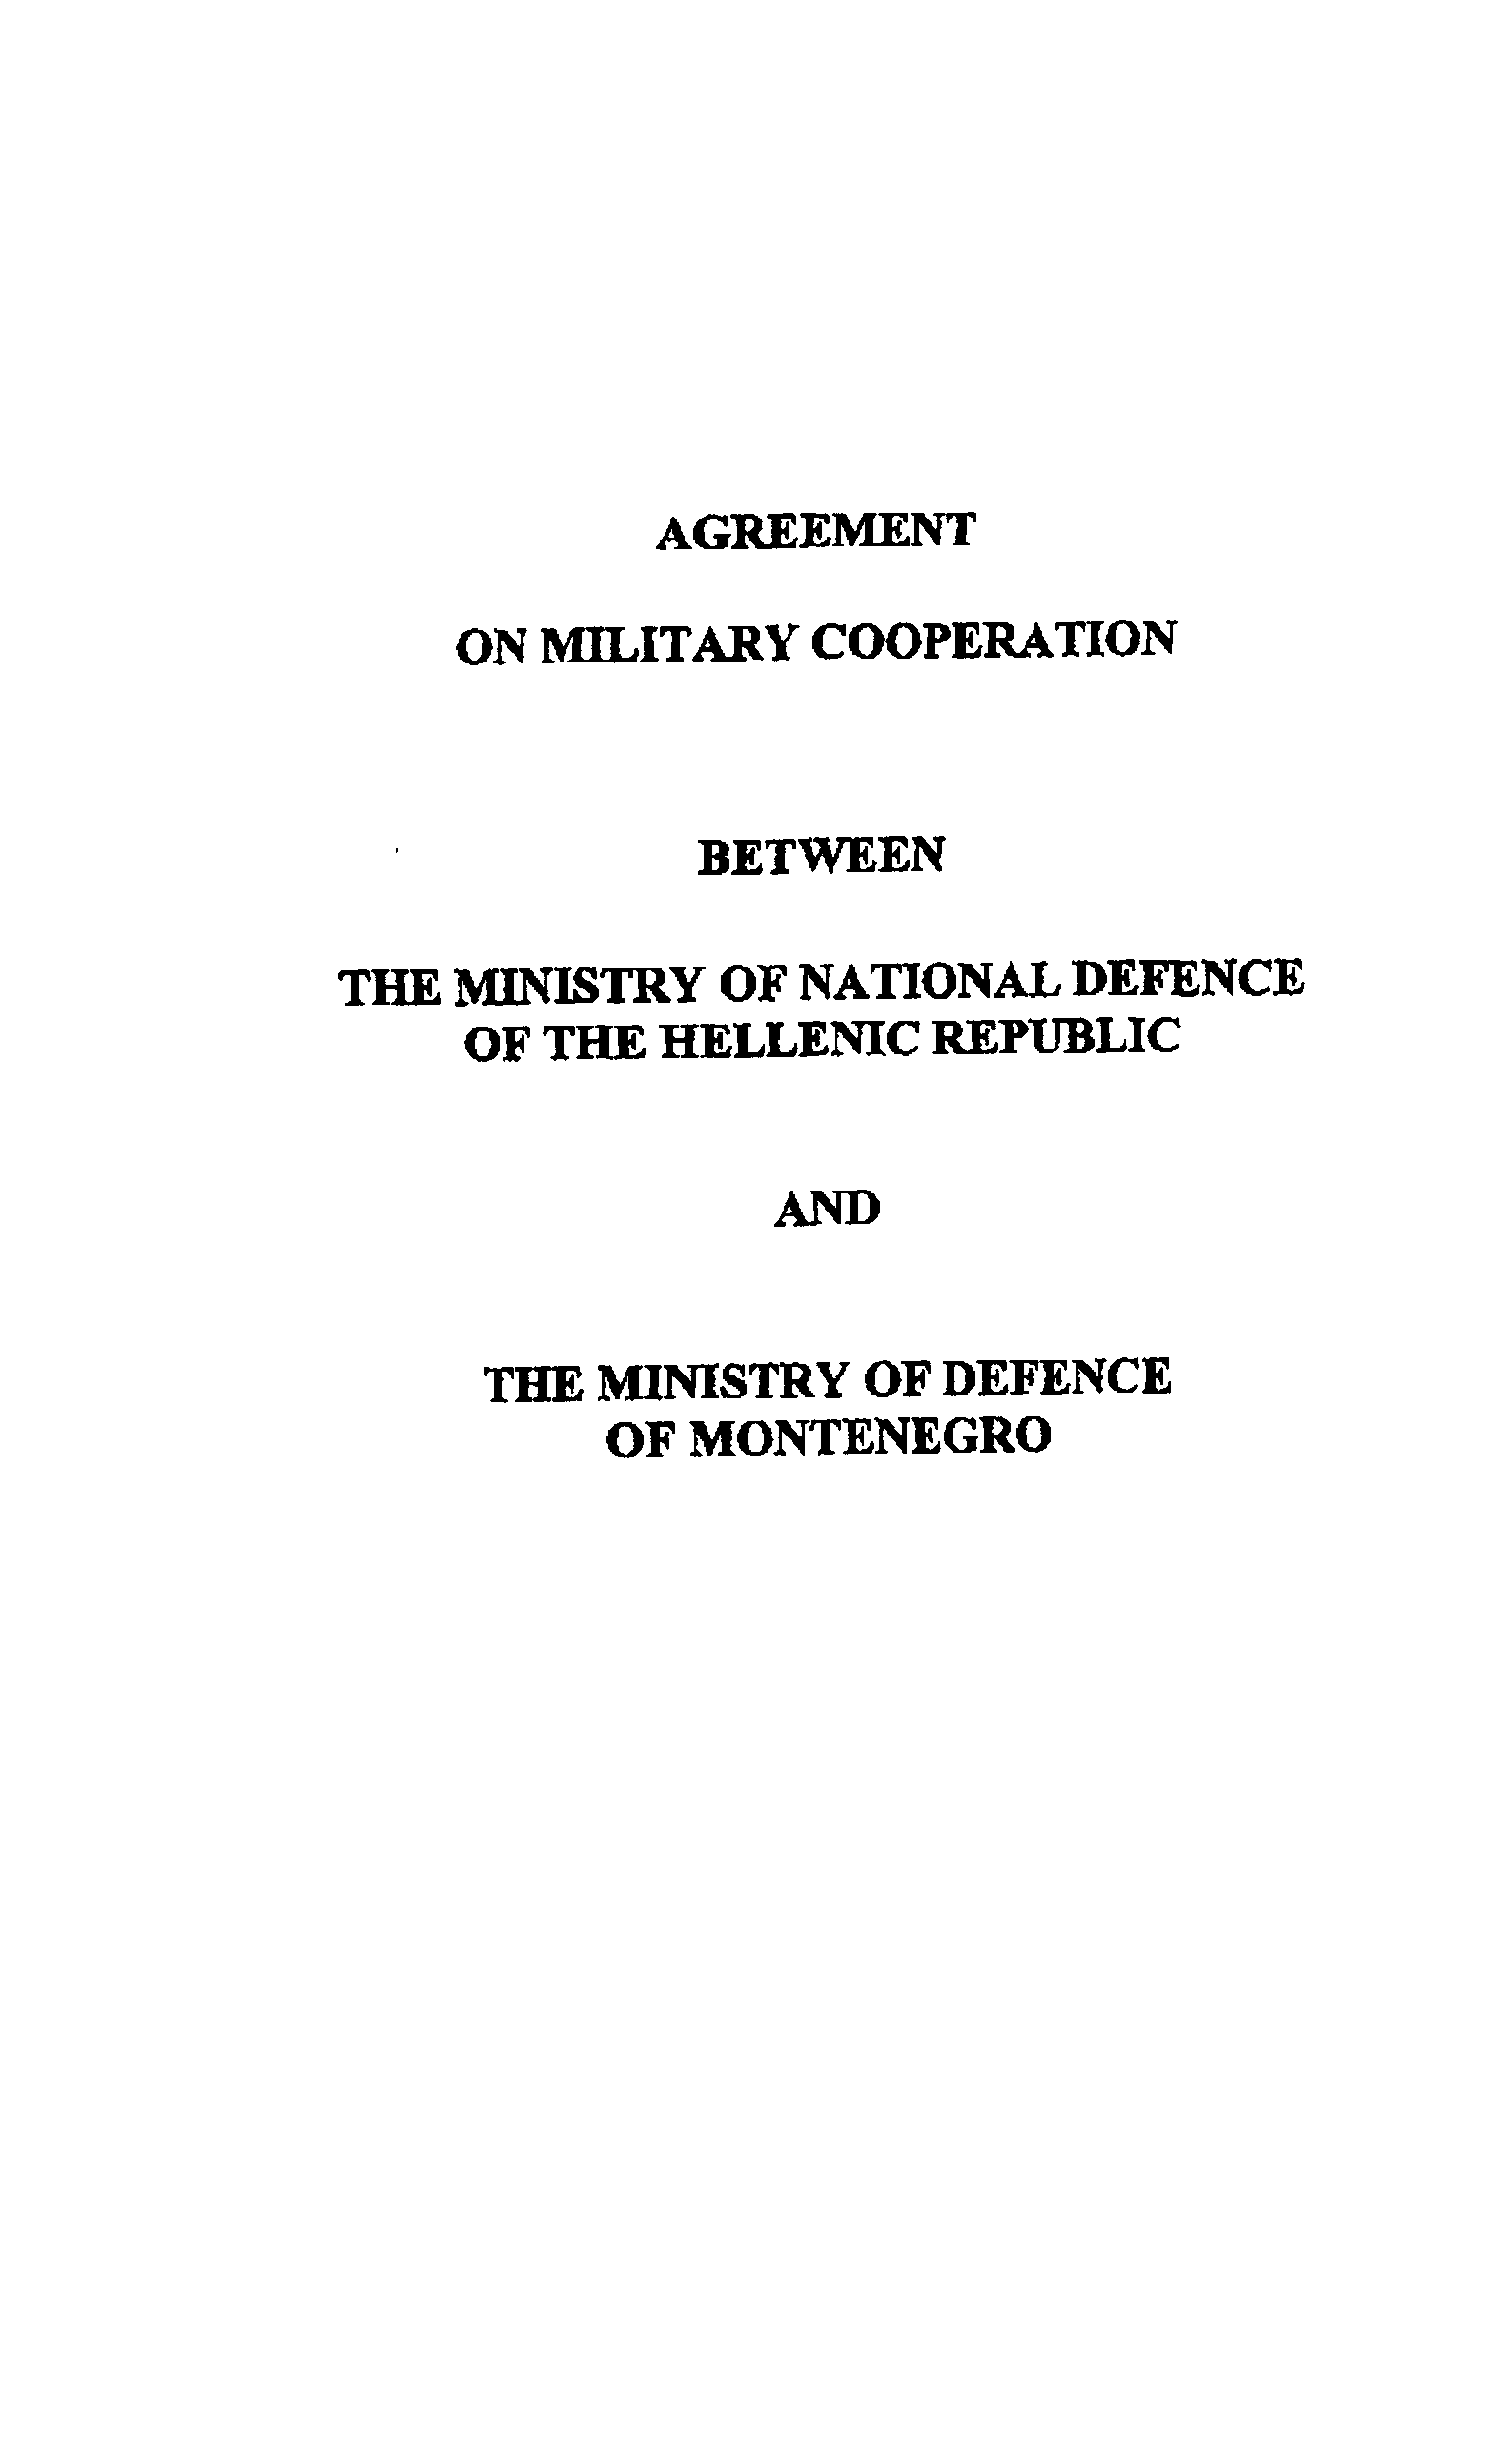 AGREEMENT
ON MILITARY COOPERATION
BETWEEN
THE MINISTRY OF NATIONAL DEFENCE
OF THE HELLENIC REPUBLIC
AND
THE MINISTRY OF DEFENCE
OF MONTENEGRO